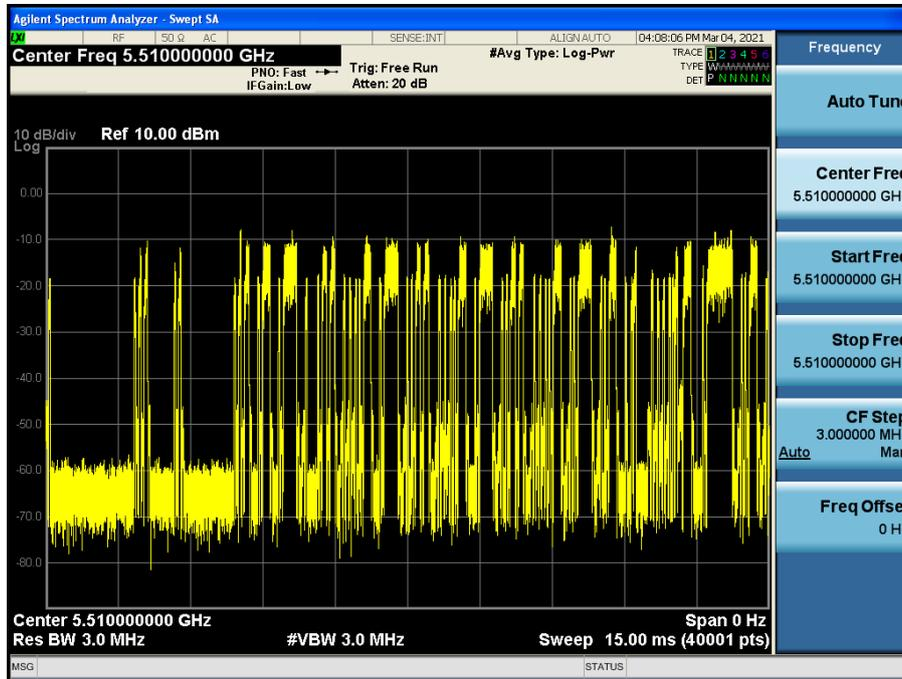 Agilent Spectrum Analyzer - Swept SA
LXI RF 50 Ω AC SENSE:INT ALIGN AUTO 04:08:06 PM Mar 04, 2021
Center Freq 5.510000000 GHz #Avg Type: Log-Pwr TRACE 1 2 3 4 5 6
PNO: Fast Trig: Free Run TYPE
IFGain:Low Atten: 20 dB DET P N N N N N
10 dB/div Ref 10.00 dBm
Log
0.00
-10.0
-20.0
-30.0
-40.0
-50.0
-60.0
-70.0
-80.0
Center 5.510000000 GHz Span 0 Hz
Res BW 3.0 MHz #VBW 3.0 MHz Sweep 15.00 ms (40001 pts)
MSG STATUS
Frequency
Auto Tun
Center Fre
5.510000000 GH
Start Fre
5.510000000 GH
Stop Fre
5.510000000 GH
CF Step
3.000000 MH
Auto Ma
Freq Offse
0 H